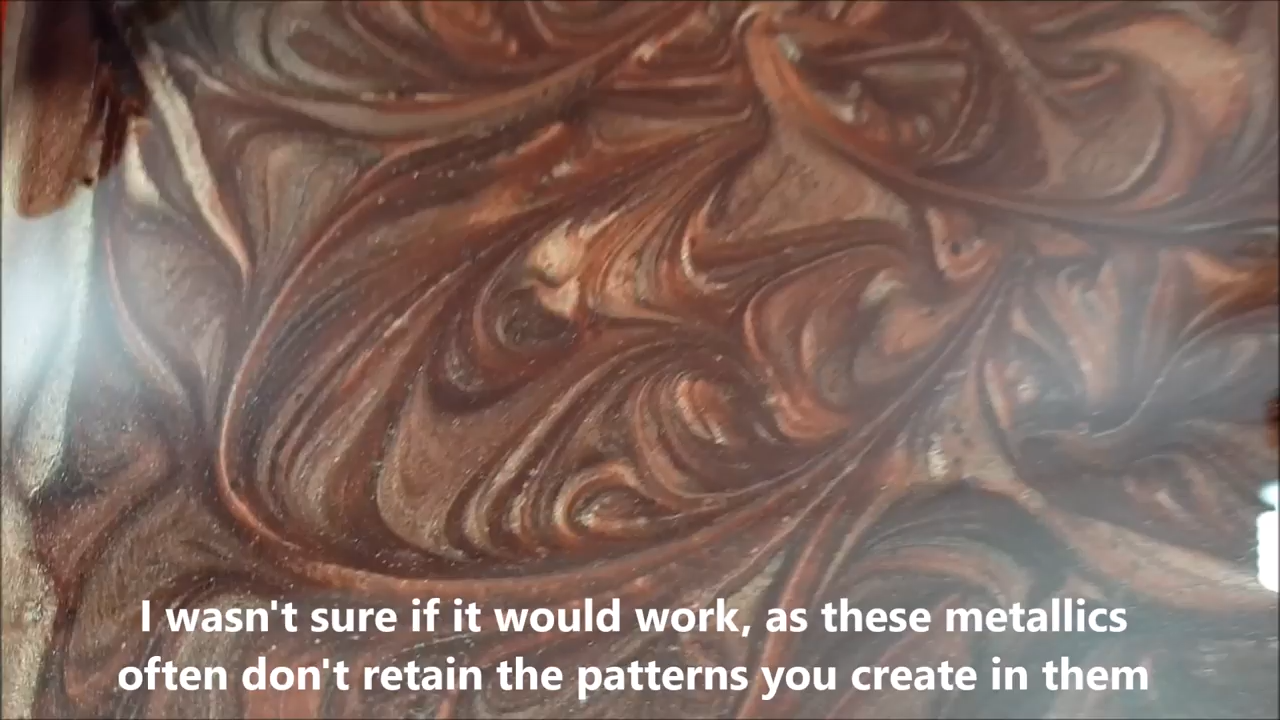 I wasn't sure if it would work, as these metallics
often don't retain the patterns you create in them